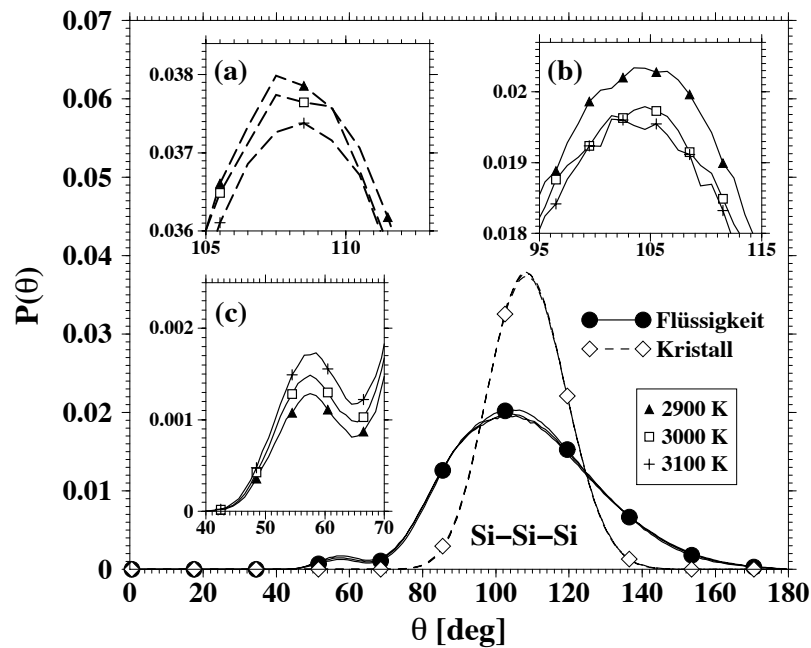 0.07
0.06
0.05
0.04
0.03
0.02
0.01
0
P(θ)
0 20 40 60 80 100 120 140 160 180
θ [deg]
(a)
0.038
0.037
0.036
105 110
(b)
0.02
0.019
0.018
95 105 115
(c)
0.002
0.001
0
40 50 60 70
Flüssigkeit
Kristall
2900 K
3000 K
3100 K
Si–Si–Si